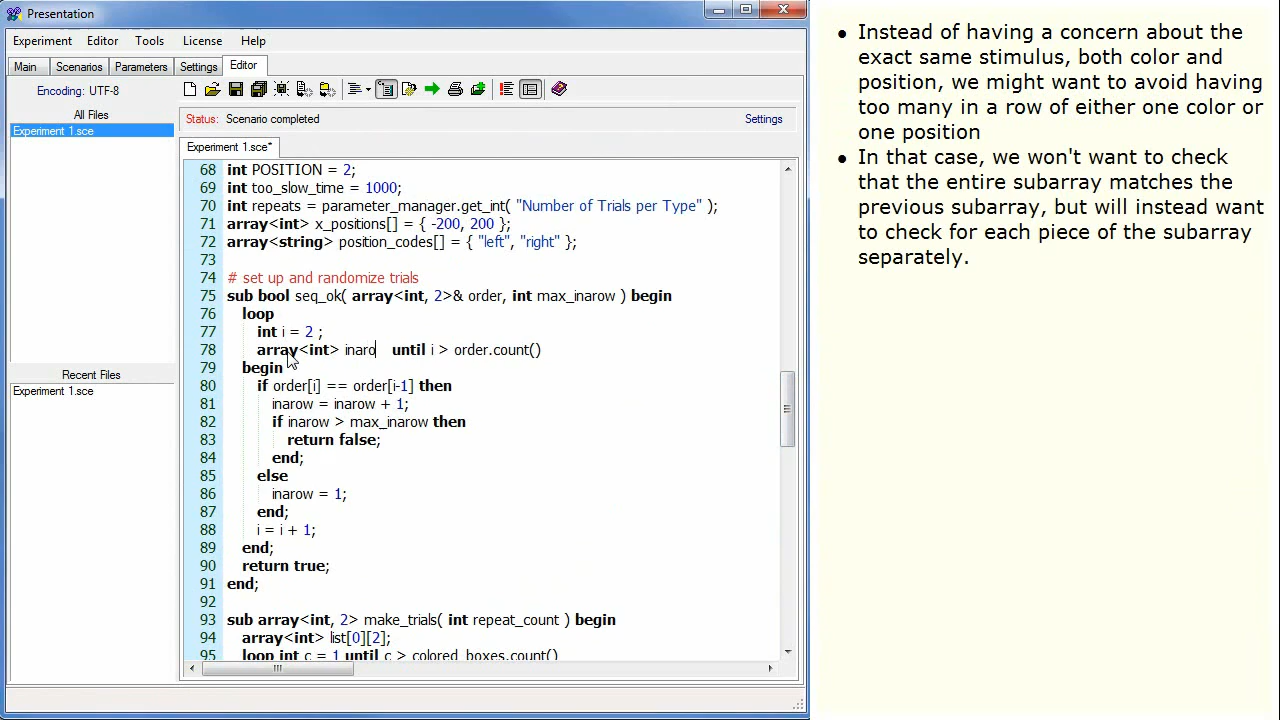 Presentation
Experiment Editor Tools License Help
Main Scenarios Parameters Settings Editor
Encoding: UTF-8
All Files
Experiment 1.sce
Recent Files
Experiment 1.sce
Status: Scenario completed Settings
Experiment 1.sce*
68 int POSITION = 2;
69 int too_slow_time = 1000;
70 int repeats = parameter_manager.get_int( "Number of Trials per Type" );
71 array<int> x_positions[] = { -200, 200 };
72 array<string> position_codes[] = { "left", "right" };
73
74 # set up and randomize trials
75 sub bool seq_ok( array<int, 2>& order, int max_inarow ) begin
76 loop
77 int i = 2 ;
78 array<int> inaro until i > order.count()
79 begin
80 if order[i] == order[i-1] then
81 inarow = inarow + 1;
82 if inarow > max_inarow then
83 return false;
84 end;
85 else
86 inarow = 1;
87 end;
88 i = i + 1;
89 end;
90 return true;
91 end;
92
93 sub array<int, 2> make_trials( int repeat_count ) begin
94 array<int> list[0][2];
95 loop int c = 1 until c > colored_boxes.count()
• Instead of having a concern about the
exact same stimulus, both color and
position, we might want to avoid having
too many in a row of either one color or
one position
• In that case, we won't want to check
that the entire subarray matches the
previous subarray, but will instead want
to check for each piece of the subarray
separately.